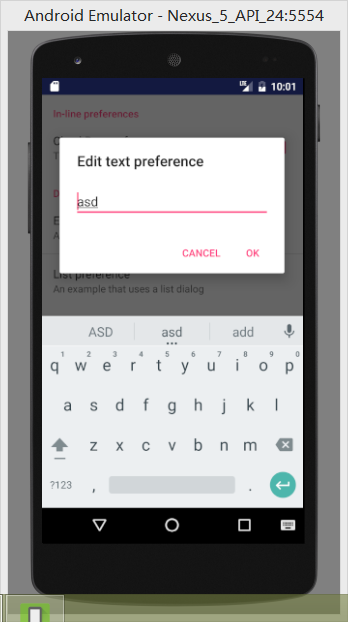 Android Emulator - Nexus_5_API_24:5554
LTE 10:01
In-line preferences
Edit text preference
asd
CANCEL OK
List preference
An example that uses a list dialog
ASD asd add
1 2 3 4 5 6 7 8 9 0
q w e r t y u i o p
a s d f g h j k l
z x c v b n m
?123 , .